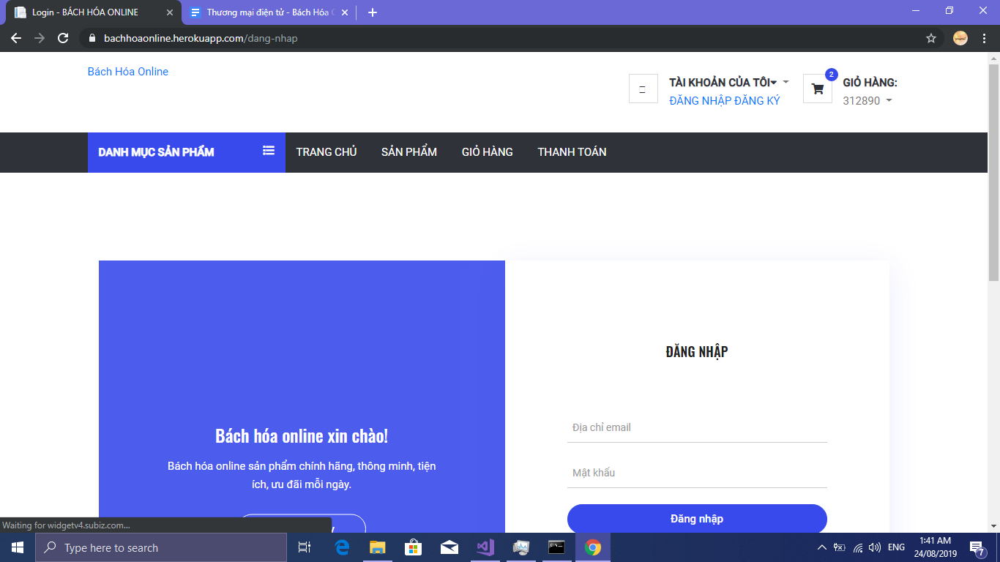 Login - BÁCH HÓA ONLINE
Thương mại điện tử - Bách Hóa
bachhoaonline.herokuapp.com/dang-nhap
Bách Hóa Online
TÀI KHOẢN CỦA TÔI
ĐĂNG NHẬP ĐĂNG KÝ
2
GIỎ HÀNG:
312890
DANH MỤC SẢN PHẨM
TRANG CHỦ
SẢN PHẨM
GIỎ HÀNG
THANH TOÁN
Bách hóa online xin chào!
Bách hóa online sản phẩm chính hãng, thông minh, tiện
ích, ưu đãi mỗi ngày.
ĐĂNG NHẬP
Địa chỉ email
Mật khẩu
Đăng nhập
Waiting for widgetv4.subiz.com...
Type here to search
ENG
1:41 AM
24/08/2019
7